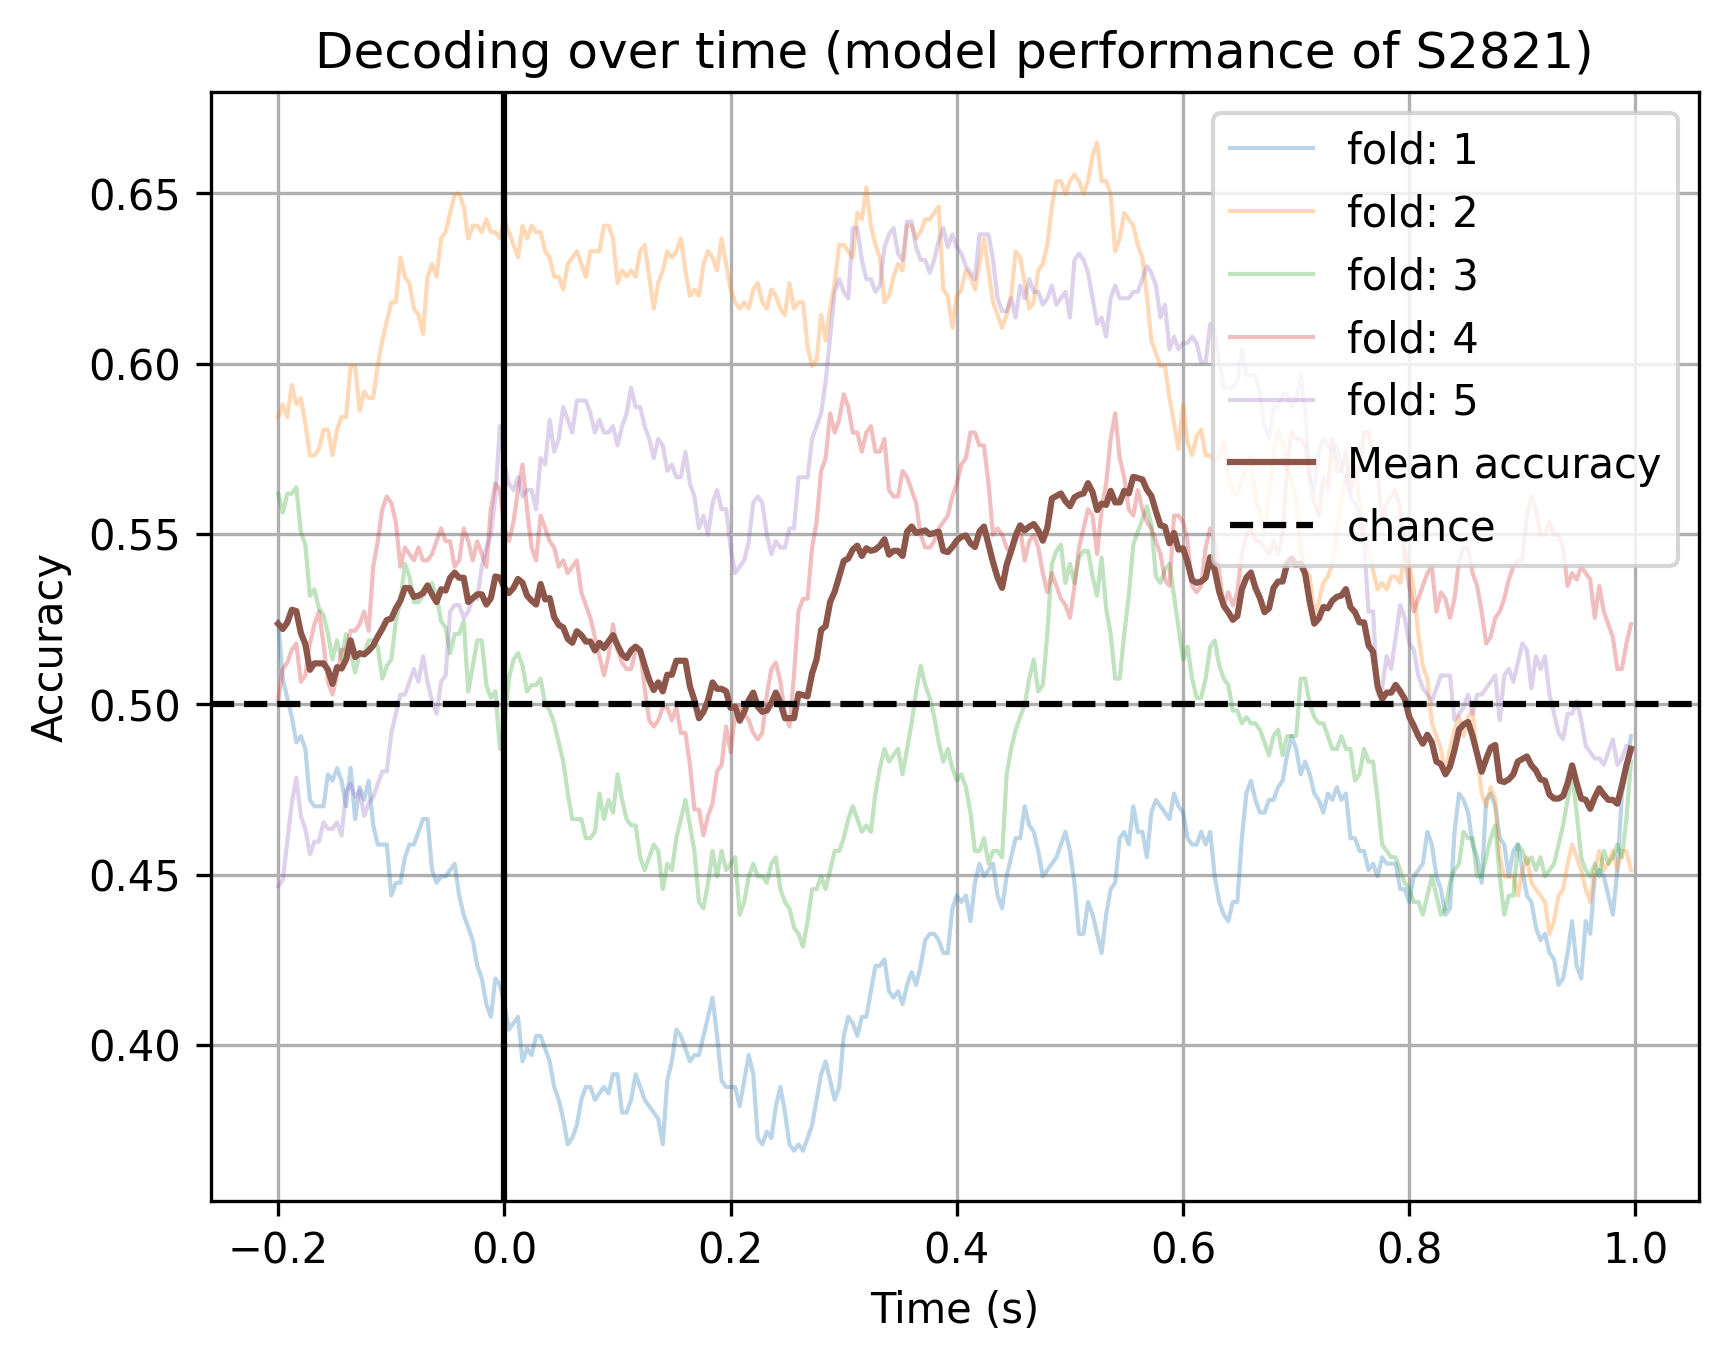 Decoding over time (model performance of S2821)
fold: 1
fold: 2
fold: 3
fold: 4
fold: 5
Mean accuracy
chance
Accuracy
0.65
0.60
0.55
0.50
0.45
0.40
−0.2 0.0 0.2 0.4 0.6 0.8 1.0
Time (s)